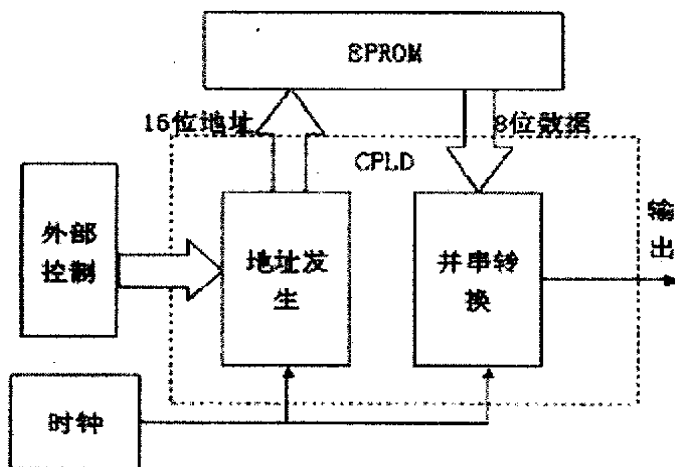 EPROM
16位地址
8位数据
CPLD
外部
控制
地址发
生
并串转
换
输
出
时钟